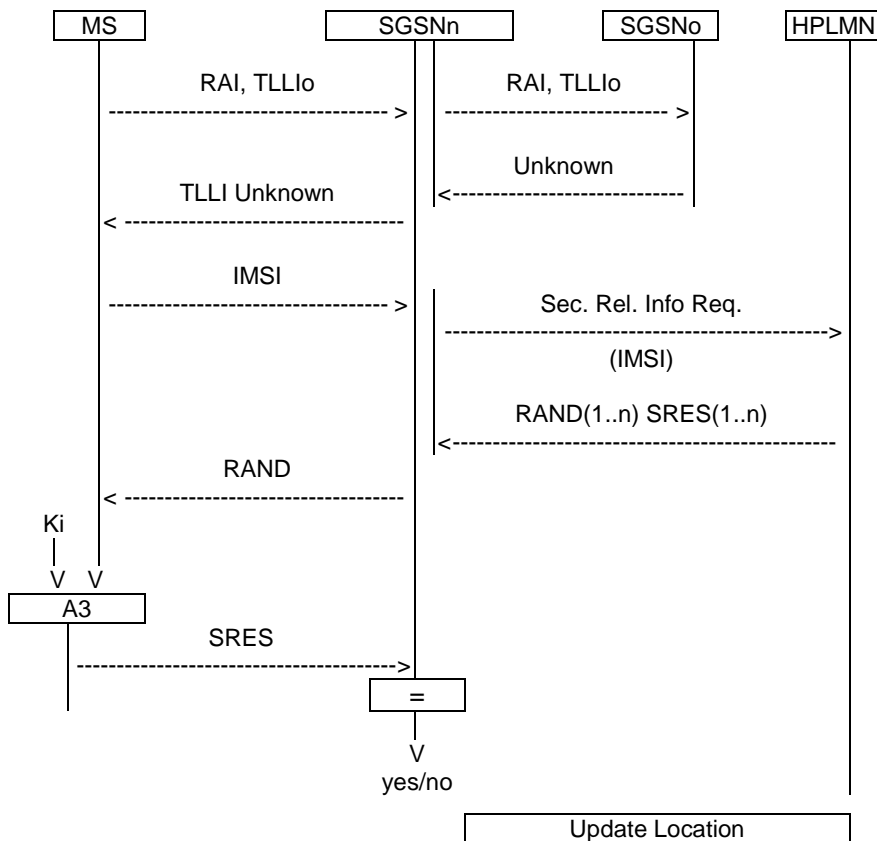 MS SGSNn SGSNo HPLMN
RAI, TLLIo RAI, TLLIo
------------------------------------ > -------------------------------- >
Unknown
<--------------------------------
TLLI Unknown
< ------------------------------------
IMSI
------------------------------------ >
Sec. Rel. Info Req.
-------------------------------------------------->
(IMSI)
RAND(1..n) SRES(1..n)
<--------------------------------------------------
RAND
< ------------------------------------
Ki
V V
A3
SRES
----------------------------------------->
=
V
yes/no
Update Location